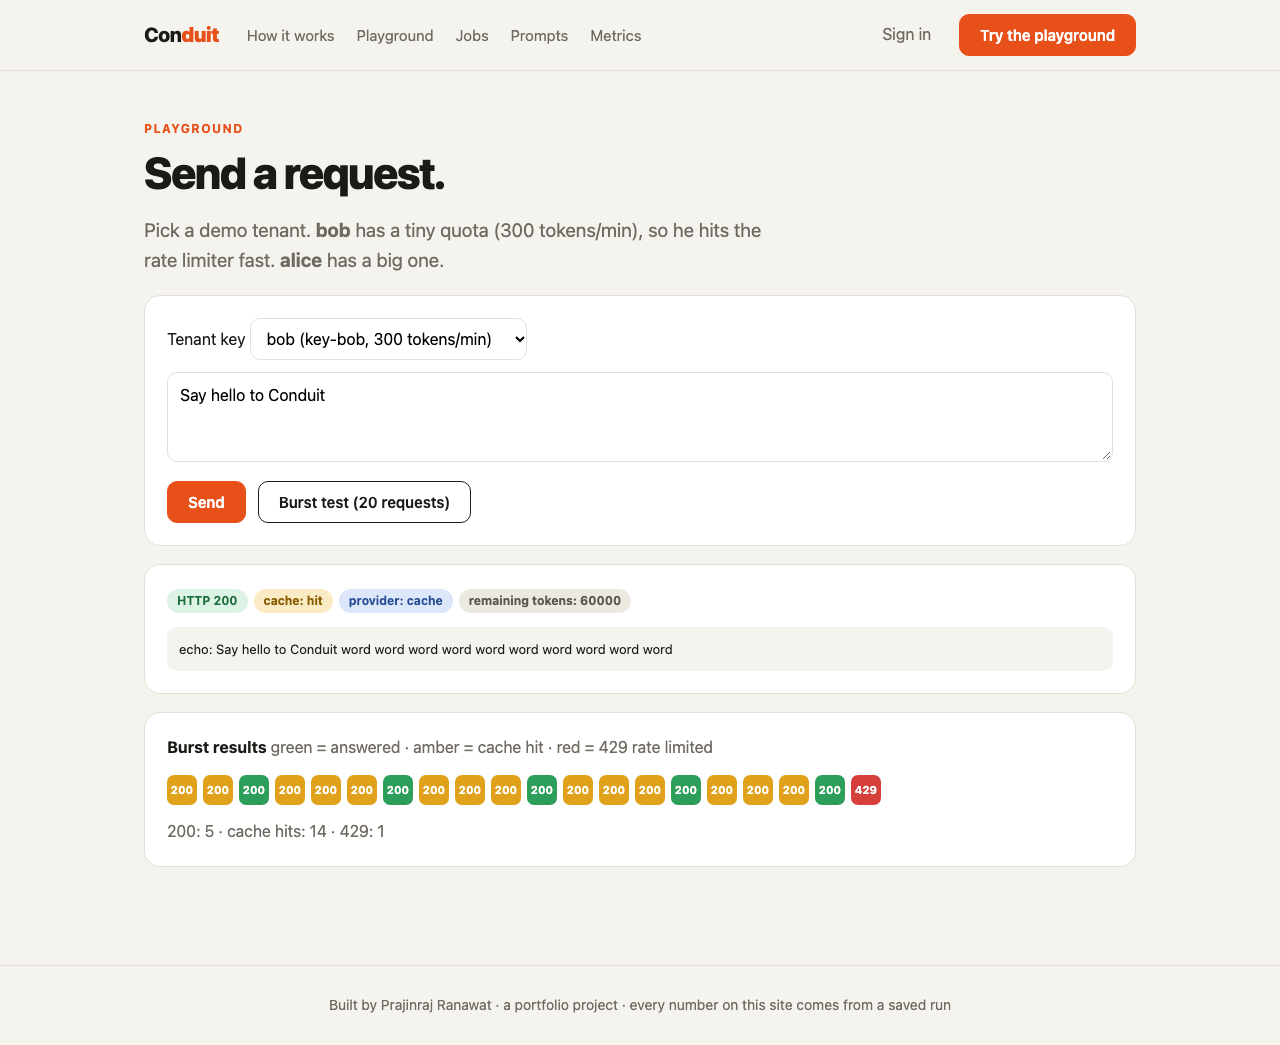 Conduit How it works Playground Jobs Prompts Metrics Sign in Try the playground
PLAYGROUND
Send a request.
Pick a demo tenant. bob has a tiny quota (300 tokens/min), so he hits the
rate limiter fast. alice has a big one.
Tenant key bob (key-bob, 300 tokens/min)
Say hello to Conduit
Send Burst test (20 requests)
HTTP 200 cache: hit provider: cache remaining tokens: 60000
echo: Say hello to Conduit word word word word word word word word word word
Burst results green = answered · amber = cache hit · red = 429 rate limited
200 200 200 200 200 200 200 200 200 200 200 200 200 200 200 200 200 200 200 429
200: 5 · cache hits: 14 · 429: 1
Built by Prajinraj Ranawat · a portfolio project · every number on this site comes from a saved run